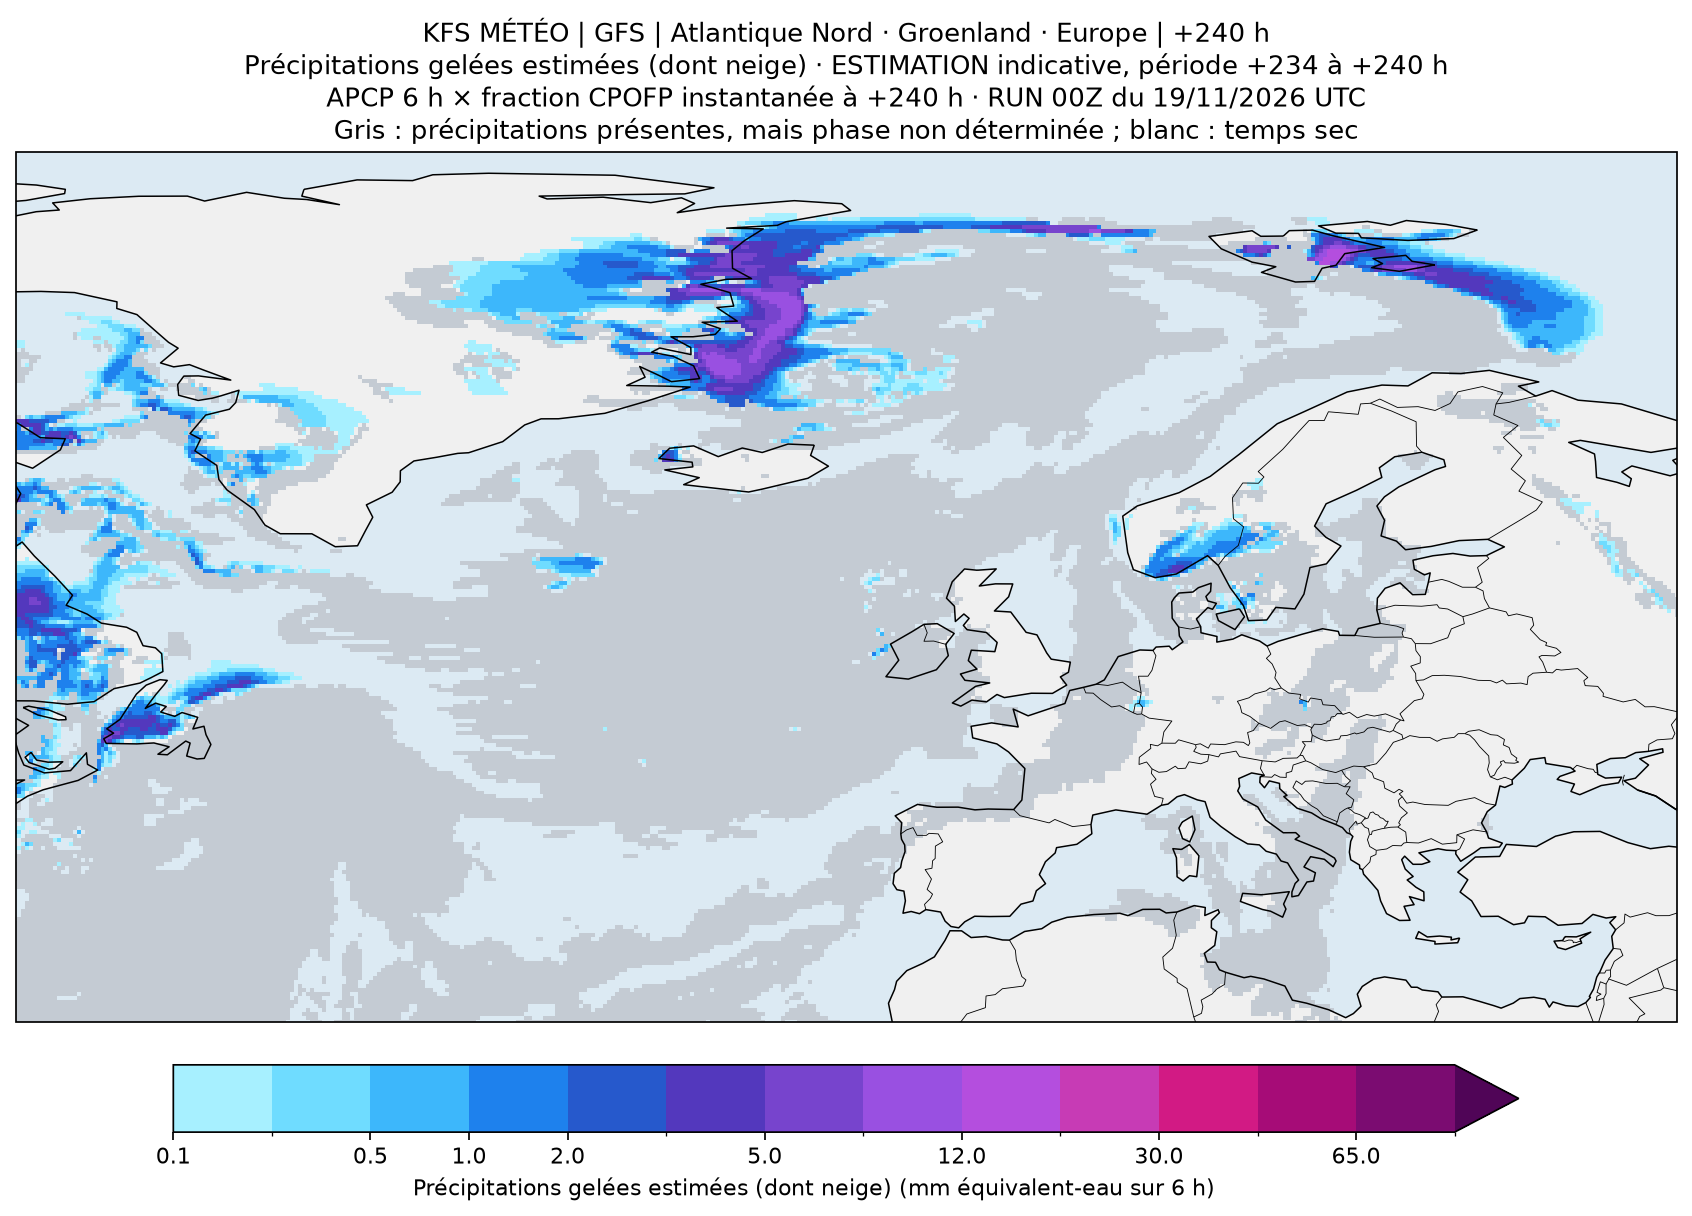 KFS MÉTÉO | GFS | Atlantique Nord · Groenland · Europe | +240 h
Précipitations gelées estimées (dont neige) · ESTIMATION indicative, période +234 à +240 h
APCP 6 h × fraction CPOFP instantanée à +240 h · RUN 00Z du 19/11/2026 UTC
Gris : précipitations présentes, mais phase non déterminée ; blanc : temps sec
0.1 0.5 1.0 2.0 5.0 12.0 30.0 65.0
Précipitations gelées estimées (dont neige) (mm équivalent-eau sur 6 h)